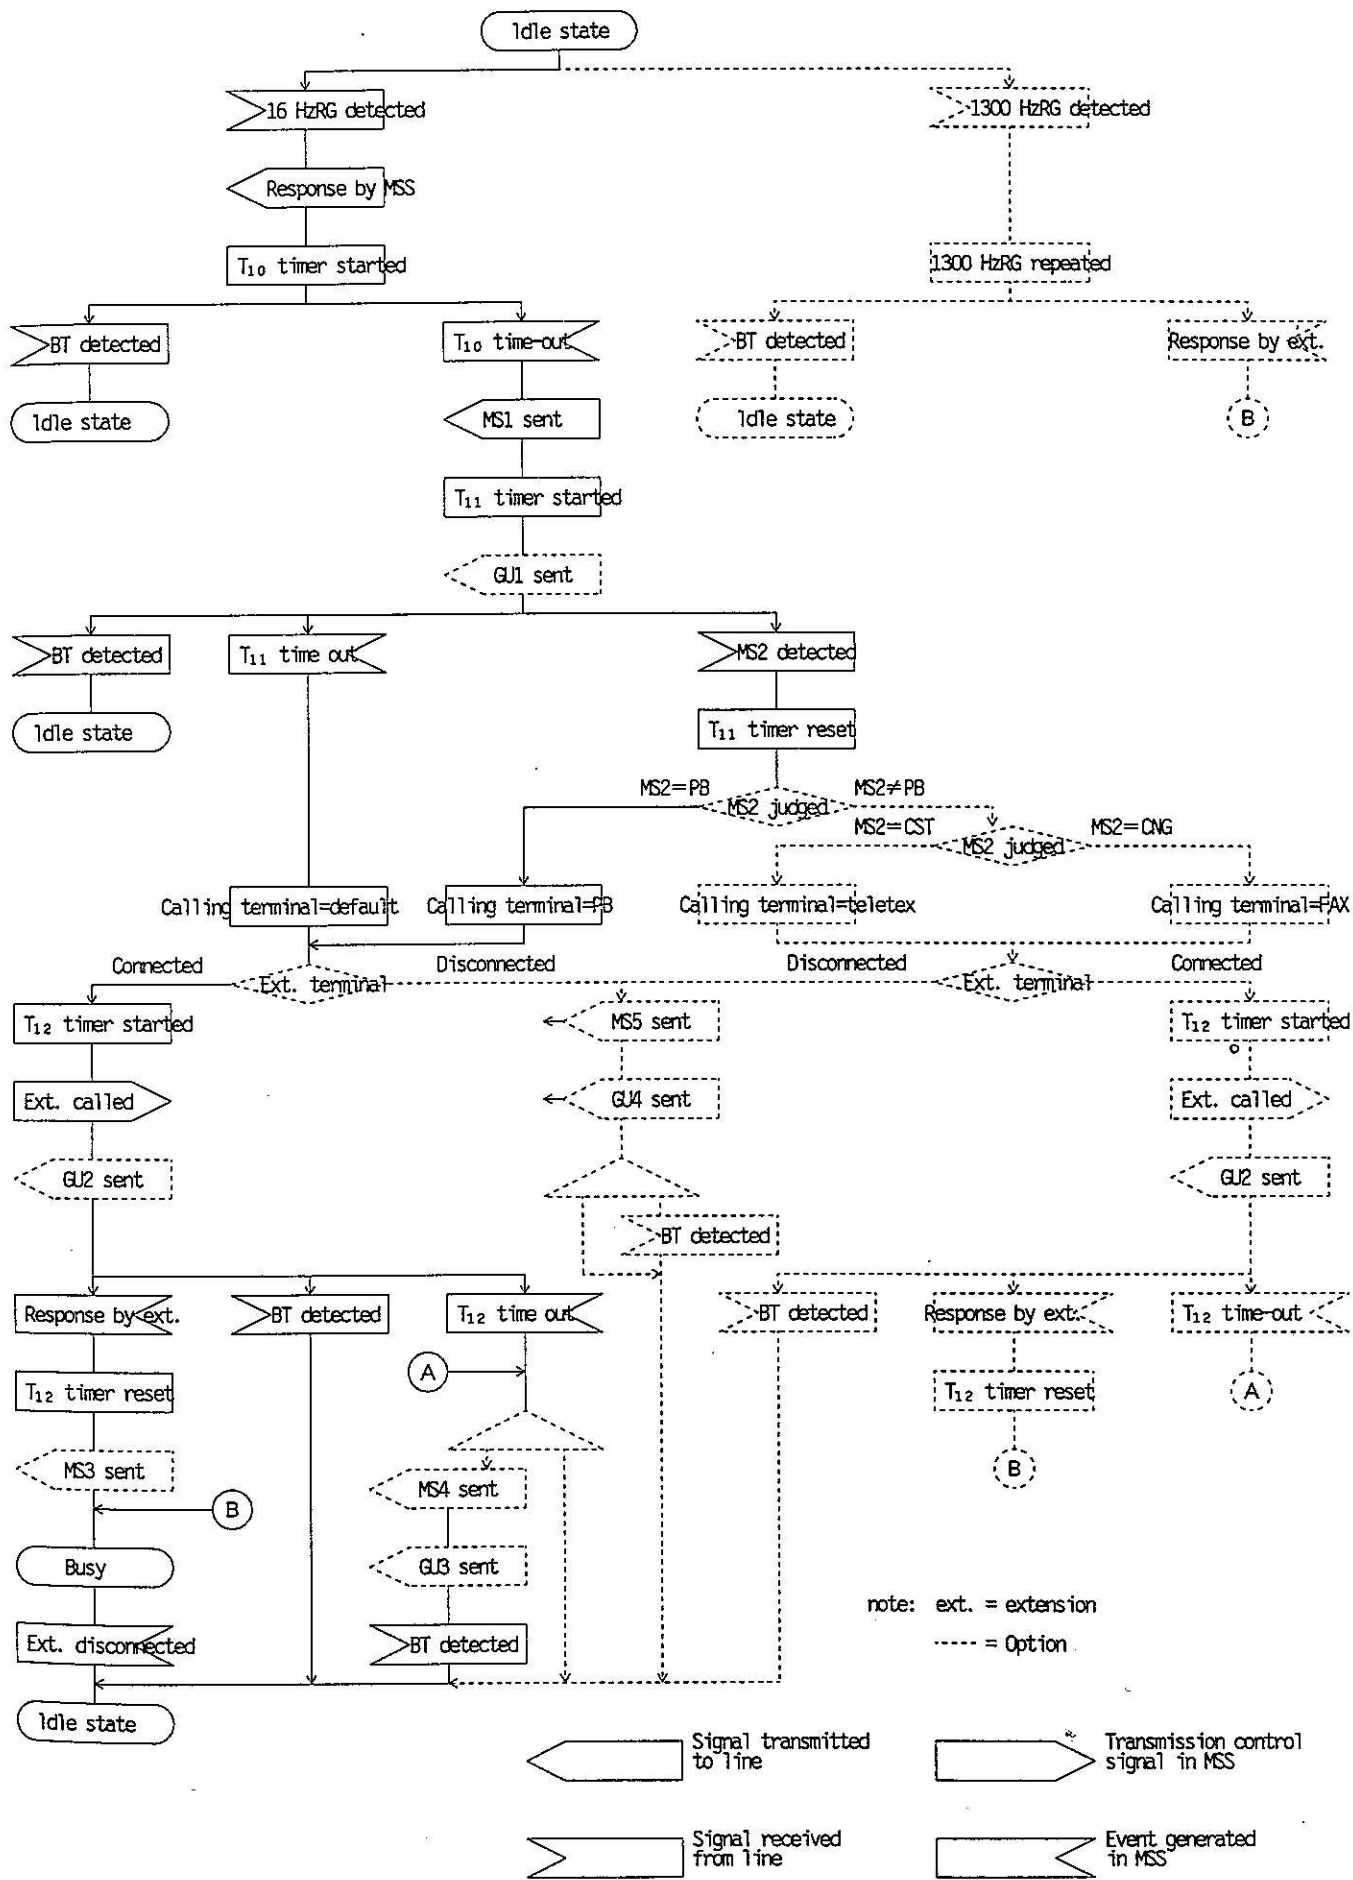 Idle state
16 HzRG detected
1300 HzRG detected
Response by MSS
T10 timer started
1300 HzRG repeated
BT detected
T10 time-out
BT detected
Response by ext.
Idle state
MS1 sent
Idle state
B
T11 timer started
GU1 sent
BT detected
T11 time out
MS2 detected
Idle state
T11 timer reset
MS2=PB
MS2 judged
MS2≠PB
MS2=CST
MS2 judged
MS2=CNG
Calling terminal=default
Calling terminal=PB
Calling terminal=teletex
Calling terminal=FAX
Connected
Ext. terminal
Disconnected
Disconnected
Ext. terminal
Connected
T12 timer started
MS5 sent
T12 timer started
Ext. called
GU4 sent
Ext. called
GU2 sent
GU2 sent
BT detected
Response by ext.
BT detected
T12 time out
BT detected
Response by ext.
T12 time-out
A
T12 timer reset
T12 timer reset
A
MS3 sent
MS4 sent
B
B
Busy
GU3 sent
note: ext. = extension
---- = Option
Ext. disconnected
BT detected
Idle state
Signal transmitted
to line
Transmission control
signal in MSS
Signal received
from line
Event generated
in MSS